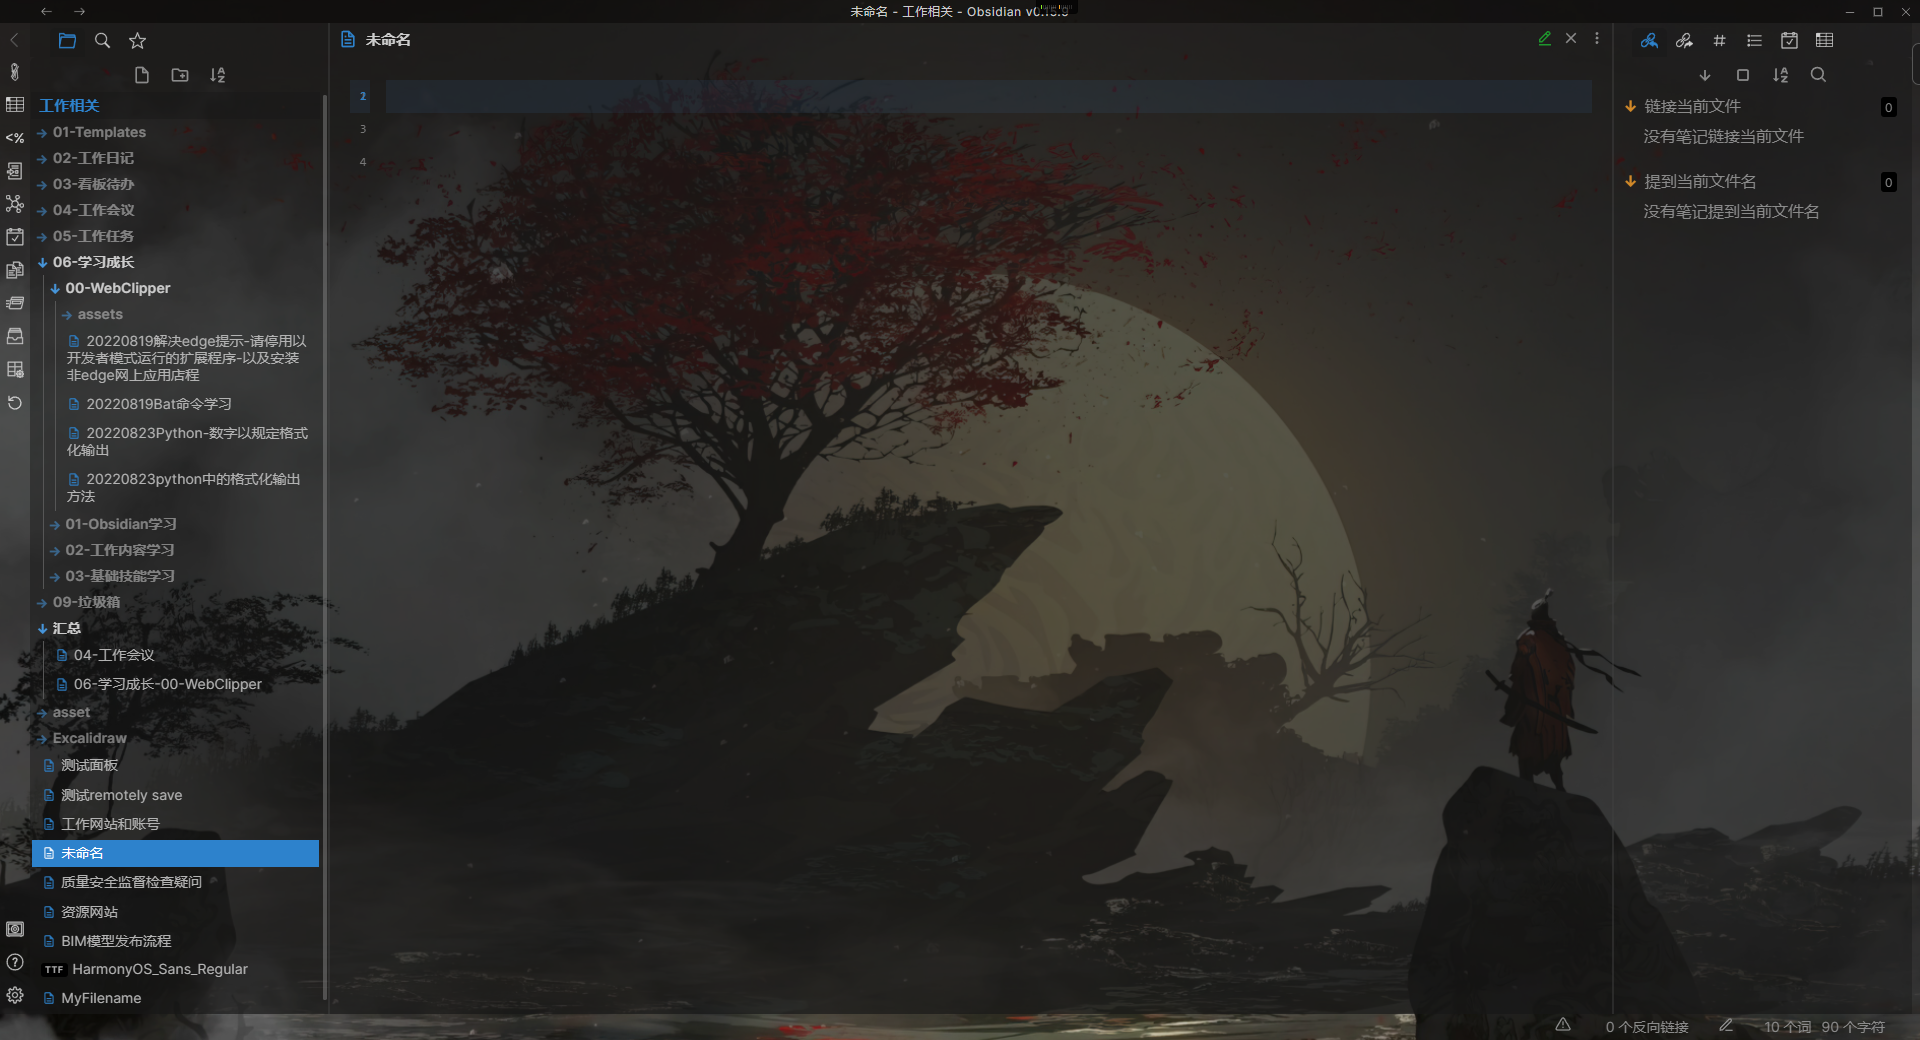 未命名 - 工作相关 - Obsidian v0.15.9
未命名
工作相关
01-Templates
02-工作日记
03-看板待办
04-工作会议
05-工作任务
06-学习成长
00-WebClipper
assets
20220819解决edge提示-请停用以
开发者模式运行的扩展程序-以及安装
非edge网上应用店程
20220819Bat命令学习
20220823Python-数字以规定格式
化输出
20220823python中的格式化输出
方法
01-Obsidian学习
02-工作内容学习
03-基础技能学习
09-垃圾箱
汇总
04-工作会议
06-学习成长-00-WebClipper
asset
Excalidraw
测试面板
测试remotely save
工作网站和账号
未命名
质量安全监督检查疑问
资源网站
BIM模型发布流程
TTF HarmonyOS_Sans_Regular
MyFilename
2
3
4
链接当前文件 0
没有笔记链接当前文件
提到当前文件名 0
没有笔记提到当前文件名
0 个反向链接 10 个词 90 个字符